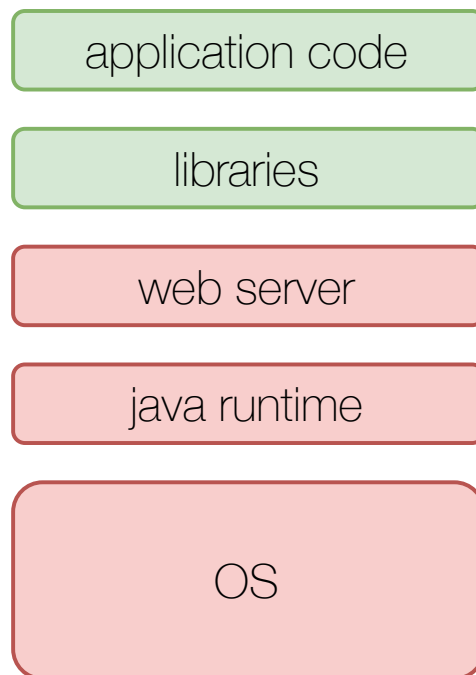 application code
libraries
web server
java runtime
OS